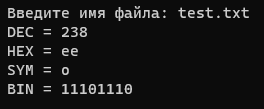 Введите имя файла: test.txt
DEC = 238
HEX = ee
SYM = о
BIN = 11101110